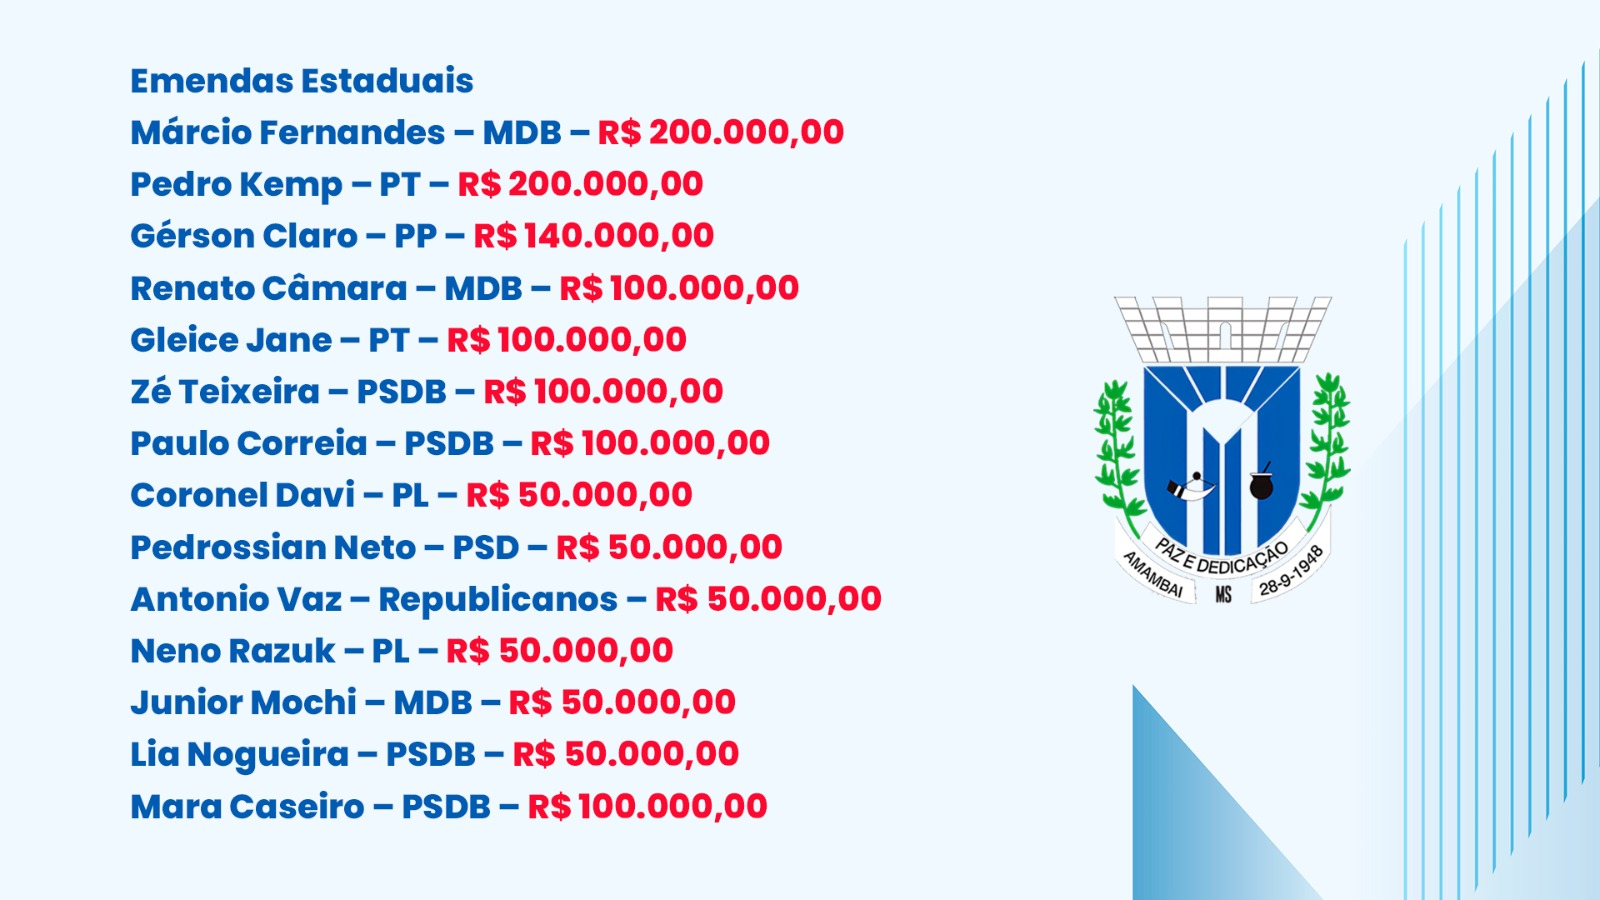 Emendas Estaduais
Márcio Fernandes – MDB – R$ 200.000,00
Pedro Kemp – PT – R$ 200.000,00
Gérson Claro – PP – R$ 140.000,00
Renato Câmara – MDB – R$ 100.000,00
Gleice Jane – PT – R$ 100.000,00
Zé Teixeira – PSDB – R$ 100.000,00
Paulo Correia – PSDB – R$ 100.000,00
Coronel Davi – PL – R$ 50.000,00
Pedrossian Neto – PSD – R$ 50.000,00
Antonio Vaz – Republicanos – R$ 50.000,00
Neno Razuk – PL – R$ 50.000,00
Junior Mochi – MDB – R$ 50.000,00
Lia Nogueira – PSDB – R$ 50.000,00
Mara Caseiro – PSDB – R$ 100.000,00
PAZ E DEDICAÇÃO
AMAMBAI
MS
28-9-1948